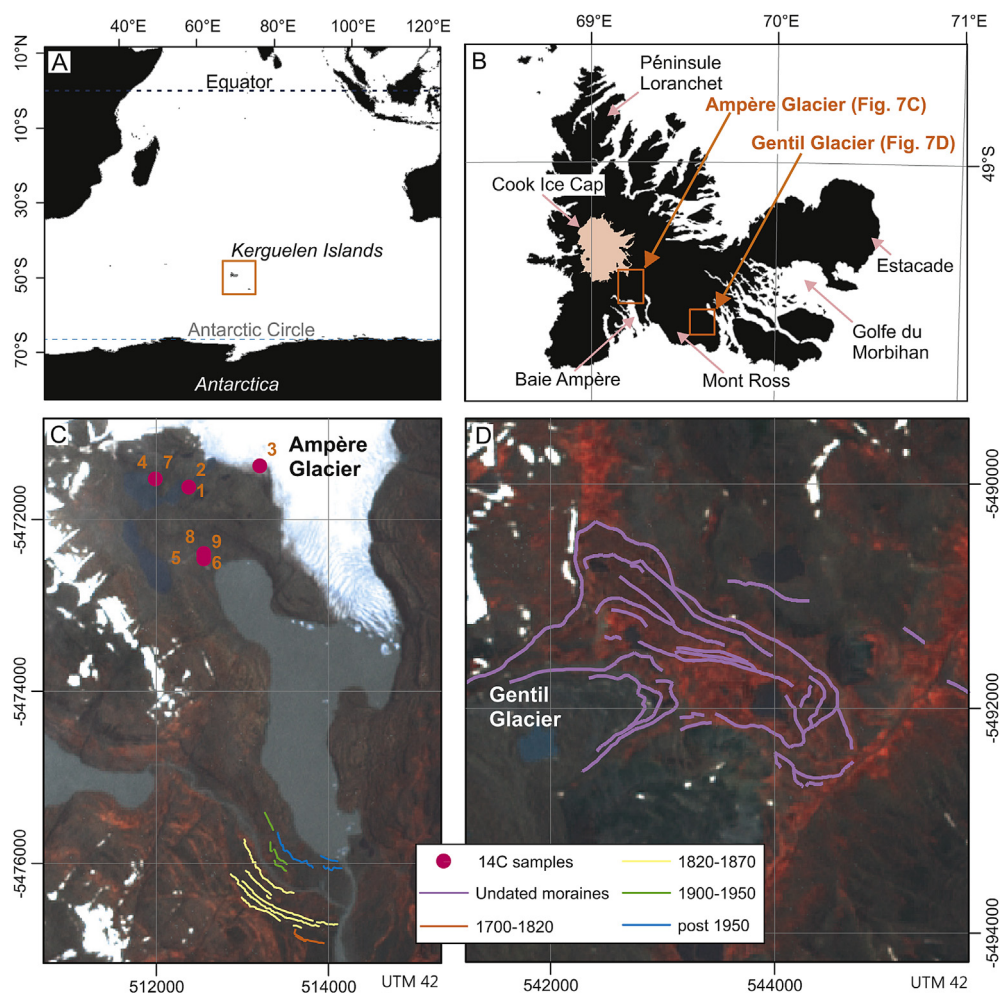 40°E 60°E 80°E 100°E 120°E
A
10°N
Equator
10°S
30°S
Kerguelen Islands
50°S
60°S
Antarctic Circle
70°S
Antarctica
69°E 70°E 71°E
B
Péninsule
Loranchet
Ampère Glacier (Fig. 7C)
Gentil Glacier (Fig. 7D)
49°S
Cook Ice Cap
Estacade
Golfe du
Morbihan
Baie Ampère
Mont Ross
C
Ampère
Glacier
3
4 7 2
1
8 9
5 6
-5472000
-5474000
-5476000
512000 514000 UTM 42
D
-5490000
Gentil
Glacier
-5492000
-5494000
542000 544000 UTM 42
14C samples
Undated moraines
1700-1820
1820-1870
1900-1950
post 1950